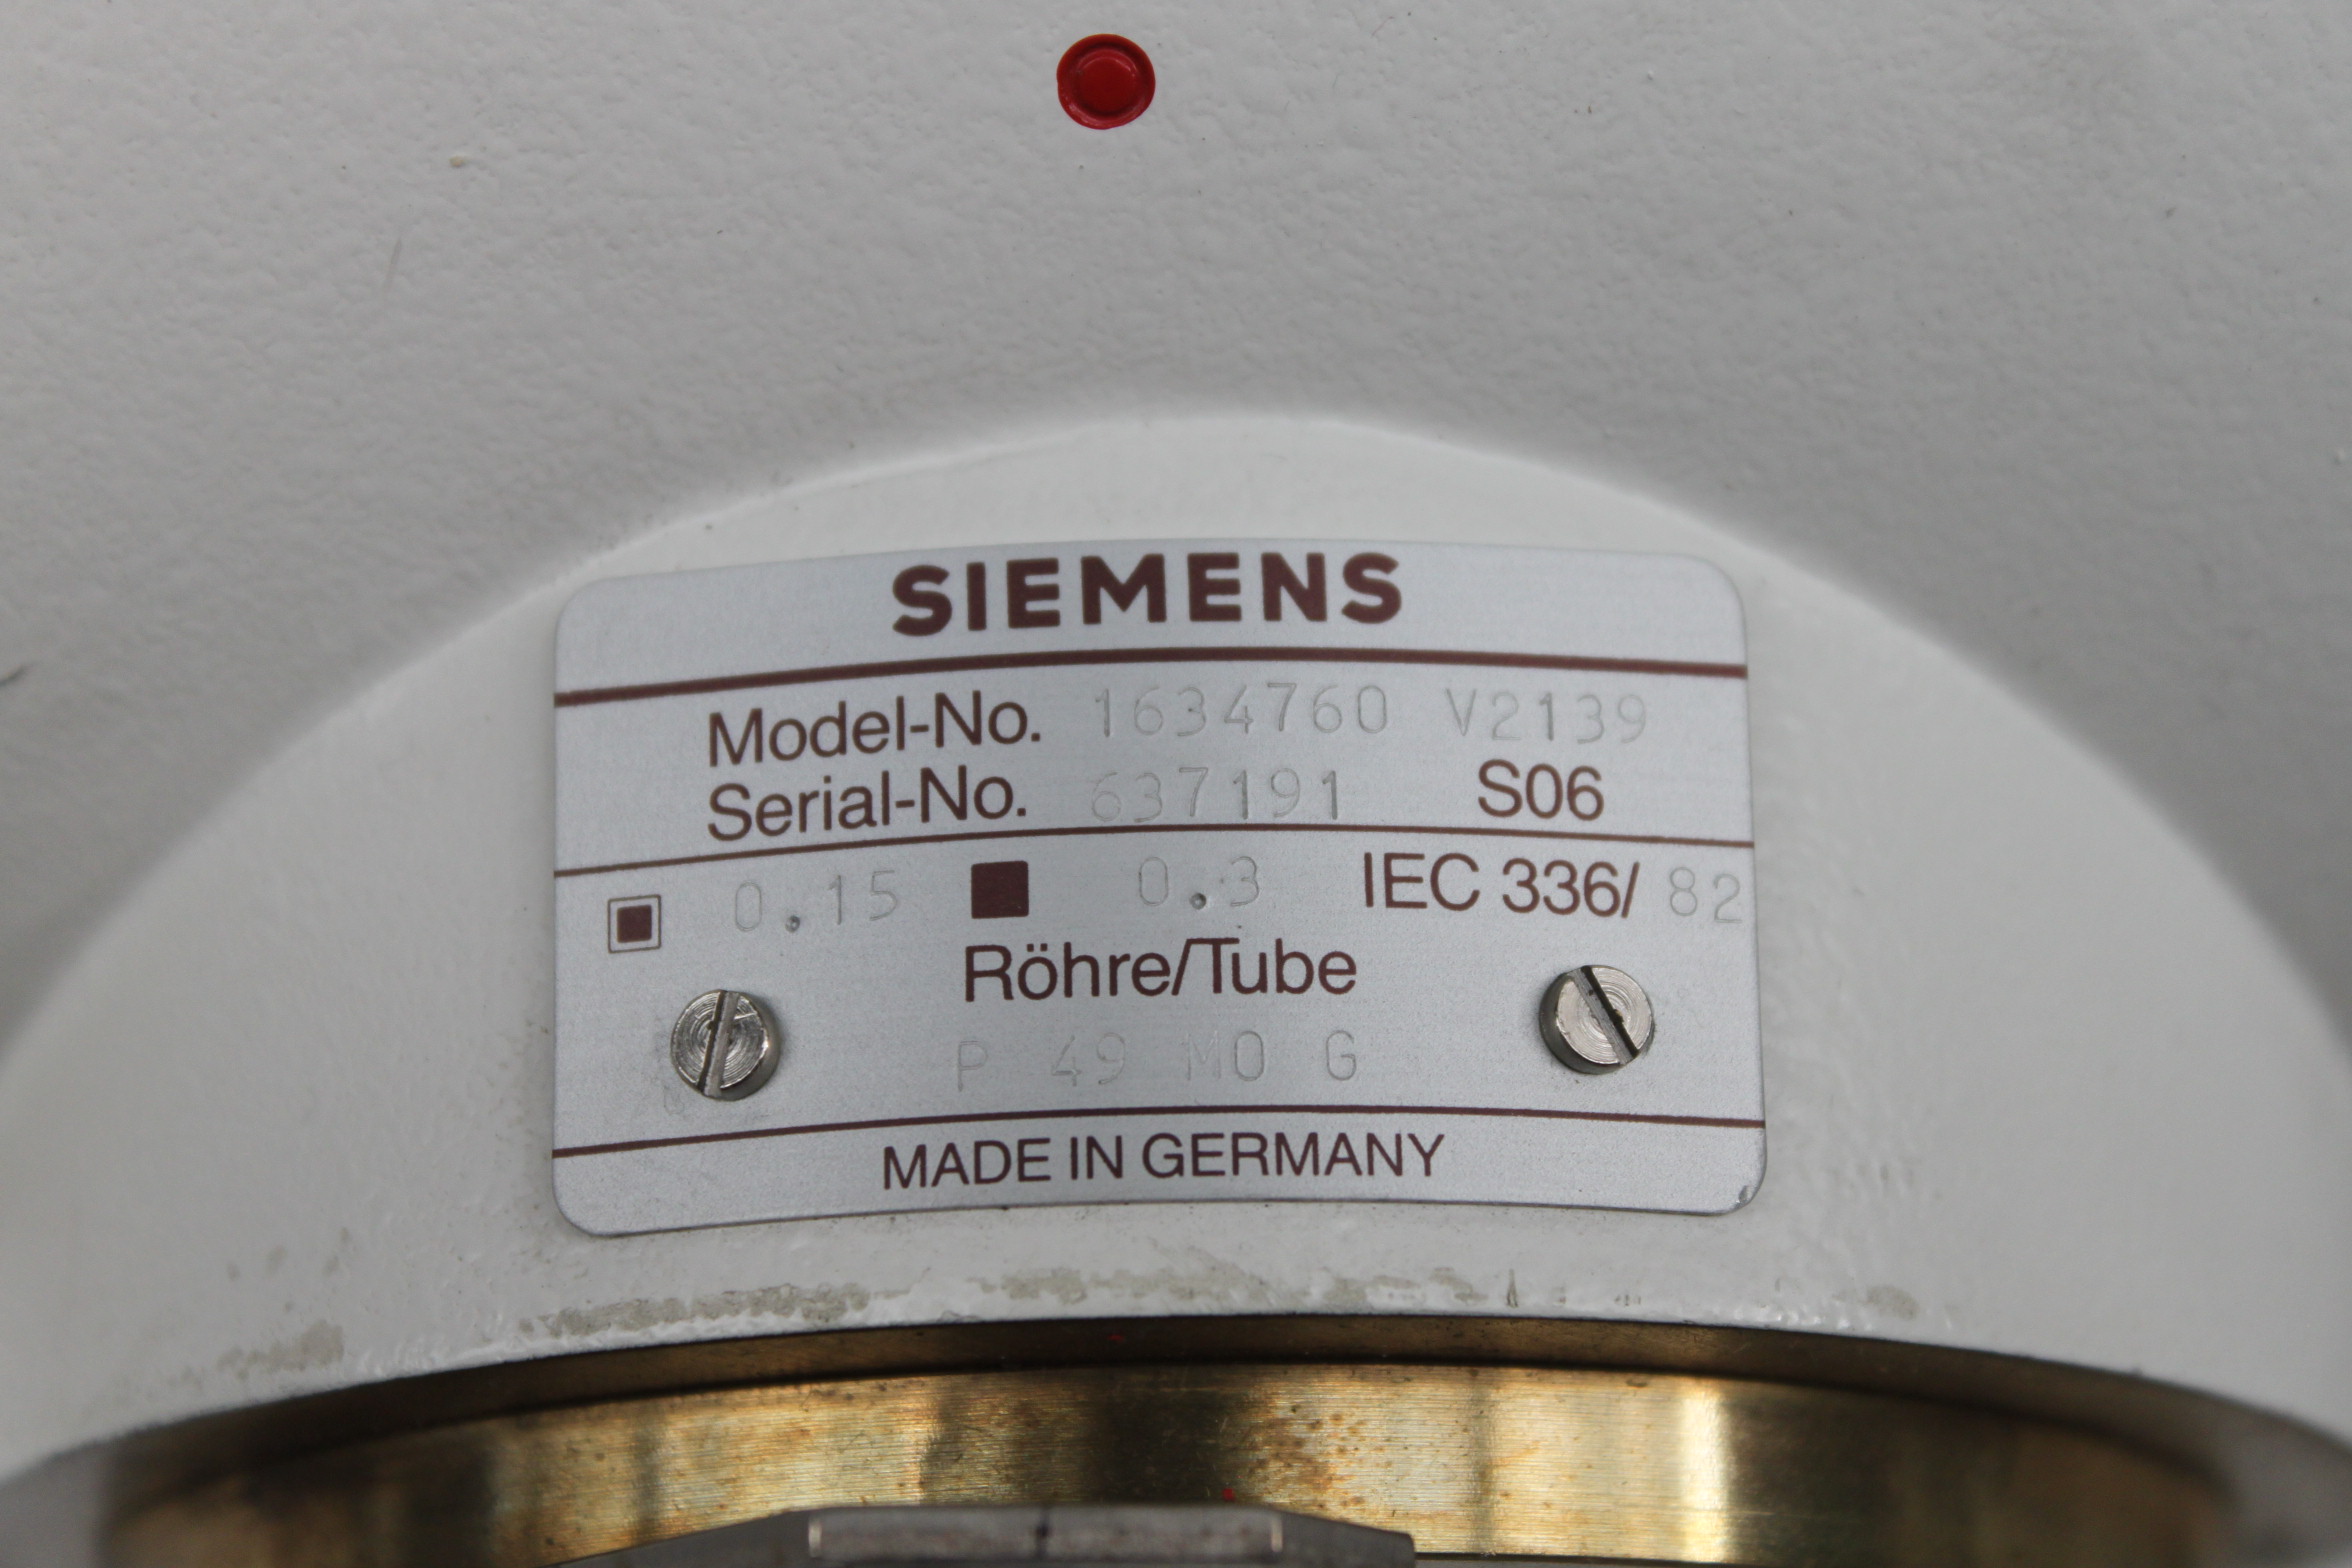 SIEMENS
Model-No. 1634760 V2139
Serial-No. 637191 S06
0.15 0.3 IEC 336/ 82
Röhre/Tube
P 49 MO G
MADE IN GERMANY